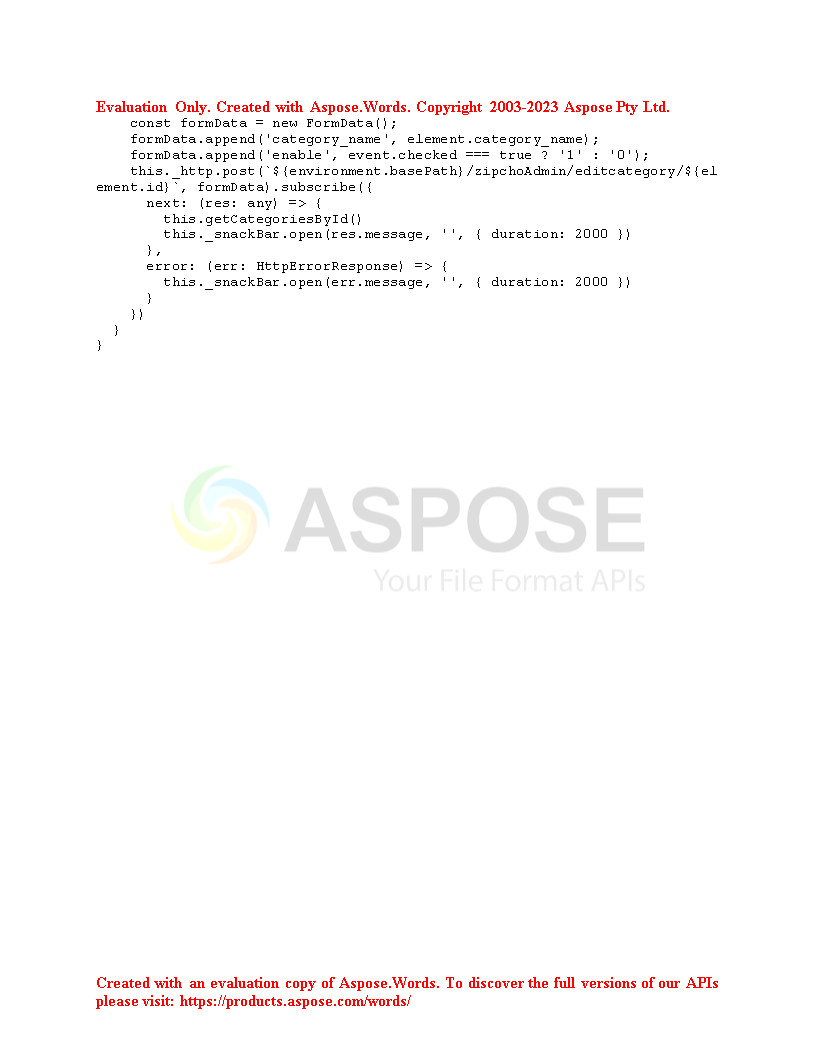 Evaluation Only. Created with Aspose.Words. Copyright 2003-2023 Aspose Pty Ltd.
    const formData = new FormData();
    formData.append('category_name', element.category_name);
    formData.append('enable', event.checked === true ? '1' : '0');
    this._http.post(`${environment.basePath}/zipchoAdmin/editcategory/${el
ement.id}`, formData).subscribe({
      next: (res: any) => {
        this.getCategoriesById()
        this._snackBar.open(res.message, '', { duration: 2000 })
      },
      error: (err: HttpErrorResponse) => {
        this._snackBar.open(err.message, '', { duration: 2000 })
      }
    })
  }
}
ASPOSE
Your File Format APIs
Created with an evaluation copy of Aspose.Words. To discover the full versions of our APIs
please visit: https://products.aspose.com/words/